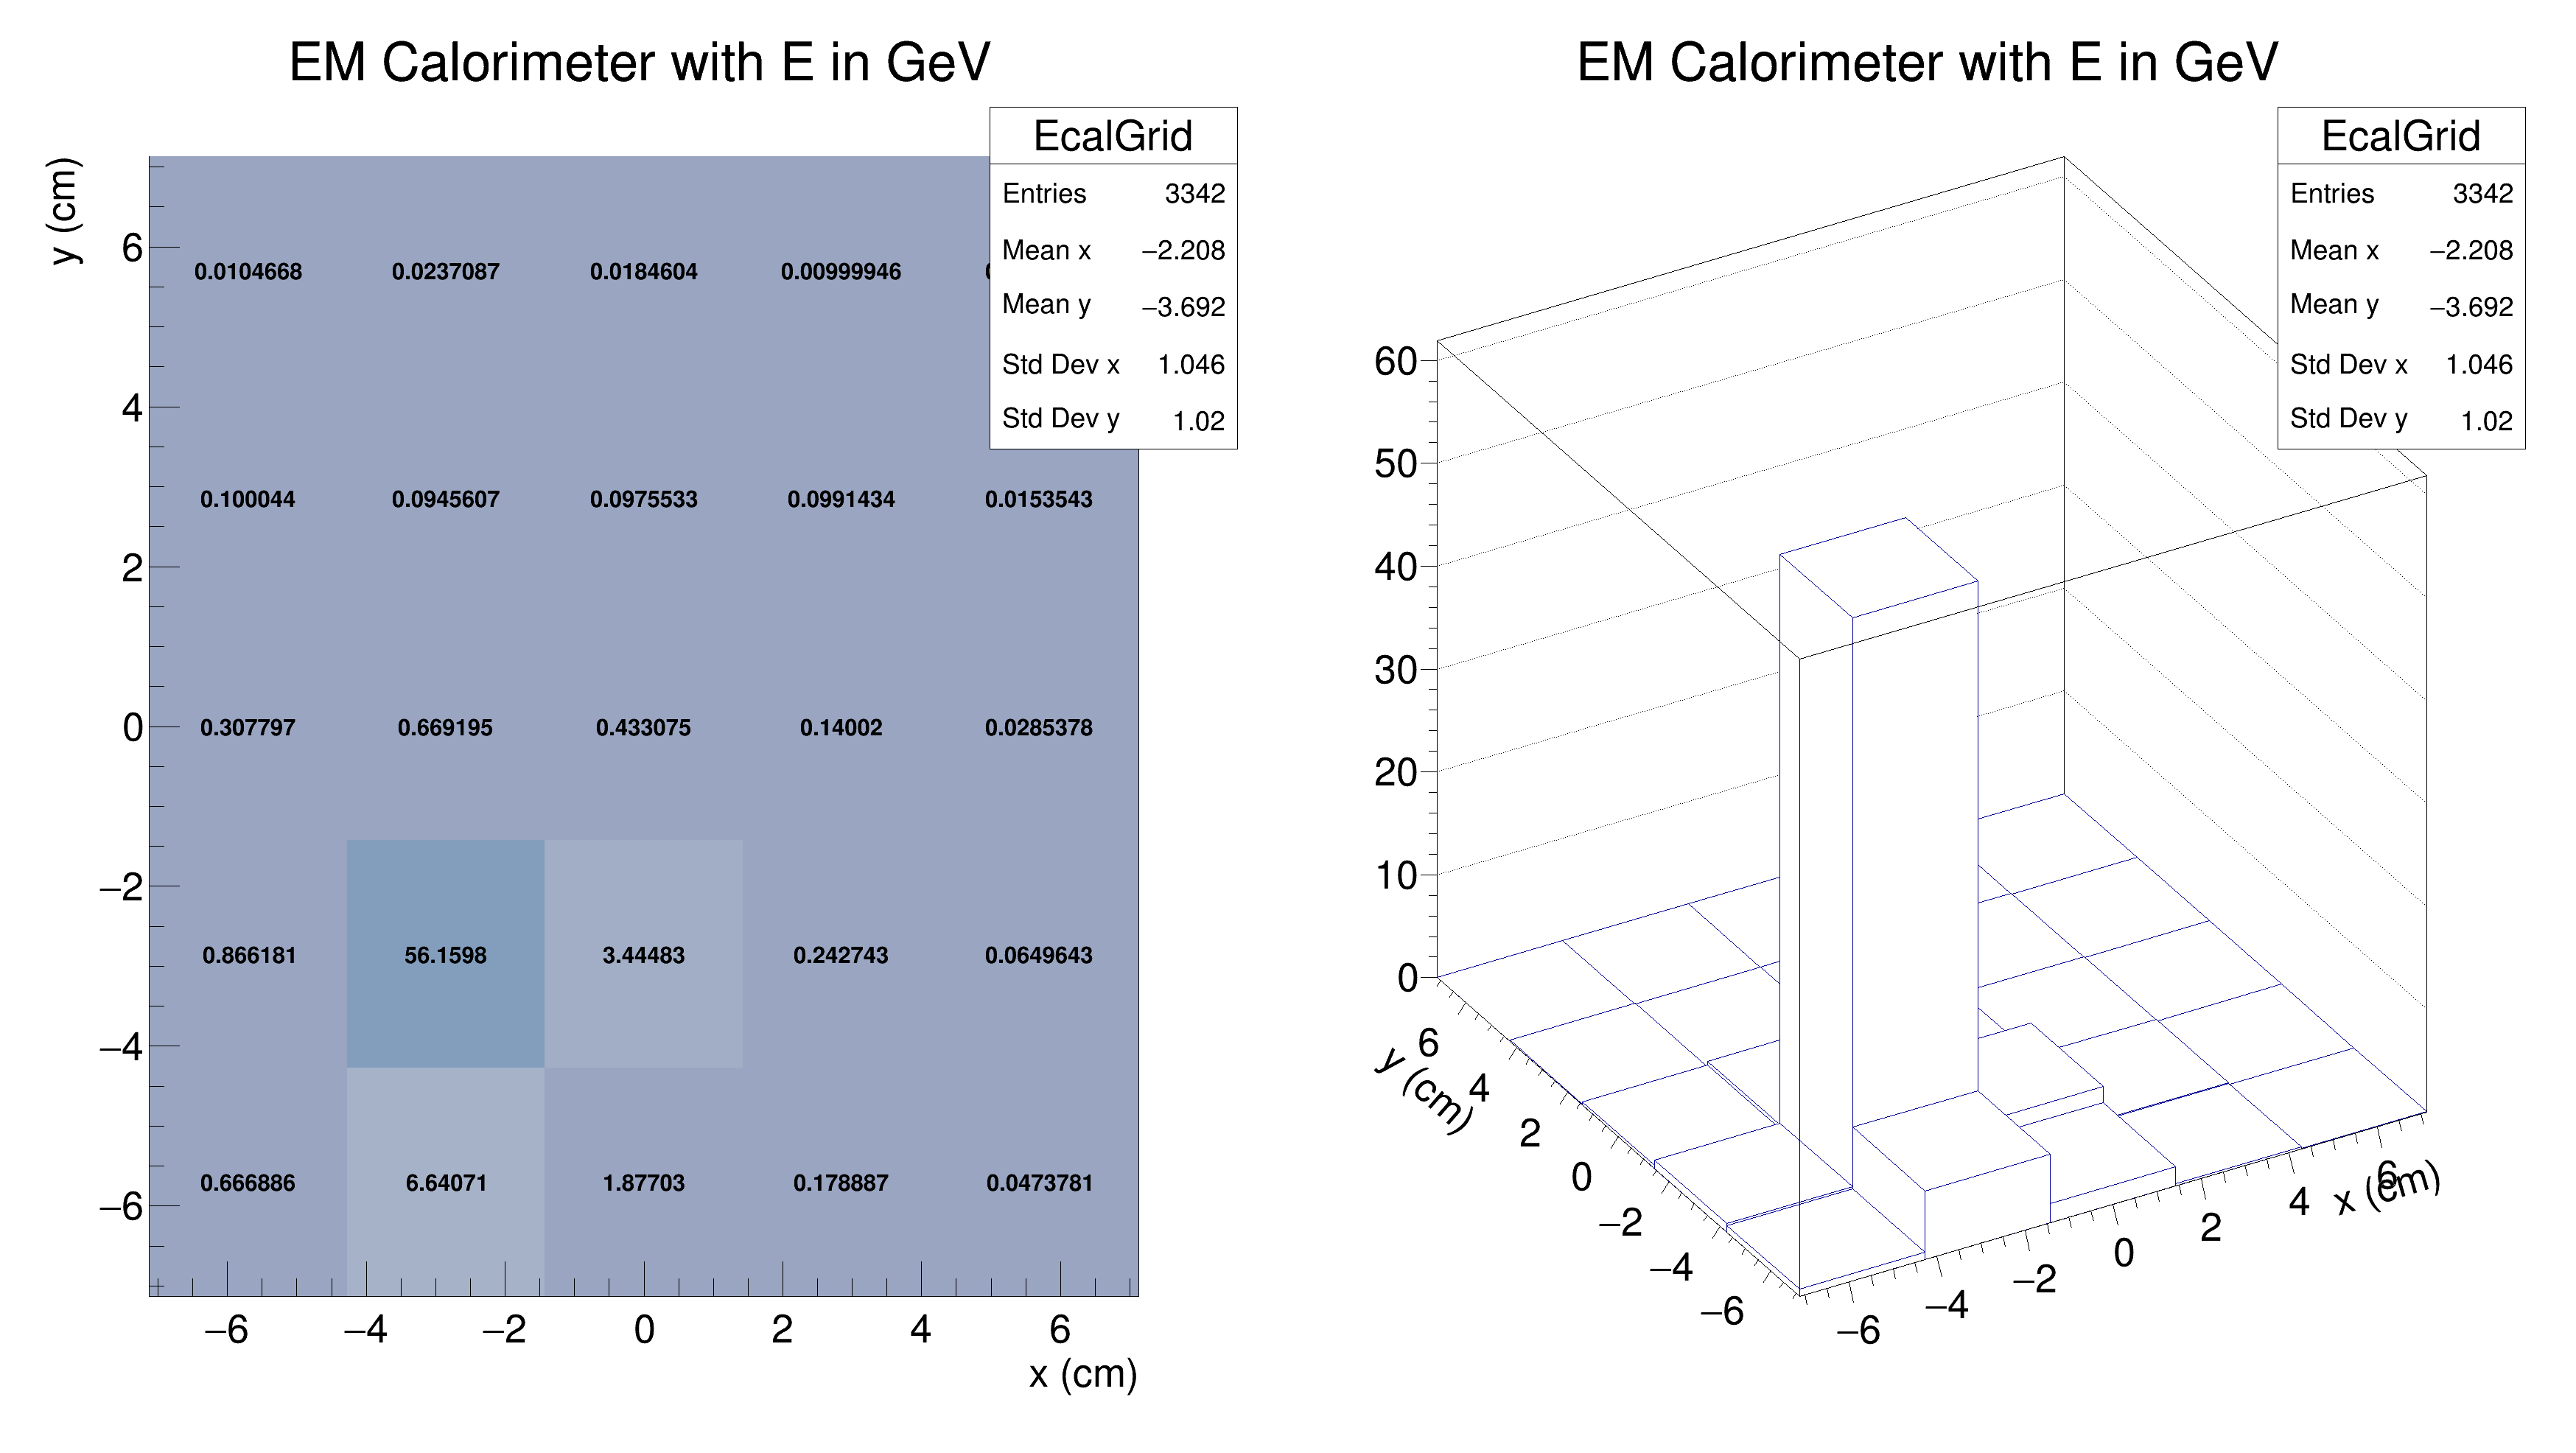 EM Calorimeter with E in GeV
EcalGrid
Entries 3342
Mean x −2.208
Mean y −3.692
Std Dev x 1.046
Std Dev y 1.02
y (cm)
6
4
2
0
−2
−4
−6
0.0104668 0.0237087 0.0184604 0.00999946
0.100044 0.0945607 0.0975533 0.0991434 0.0153543
0.307797 0.669195 0.433075 0.14002 0.0285378
0.866181 56.1598 3.44483 0.242743 0.0649643
0.666886 6.64071 1.87703 0.178887 0.0473781
−6 −4 −2 0 2 4 6
x (cm)
EM Calorimeter with E in GeV
EcalGrid
Entries 3342
Mean x −2.208
Mean y −3.692
Std Dev x 1.046
Std Dev y 1.02
60
50
40
30
20
10
0
y (cm)
6
4
2
0
−2
−4
−6
−6 −4 −2 0 2 4 6
x (cm)